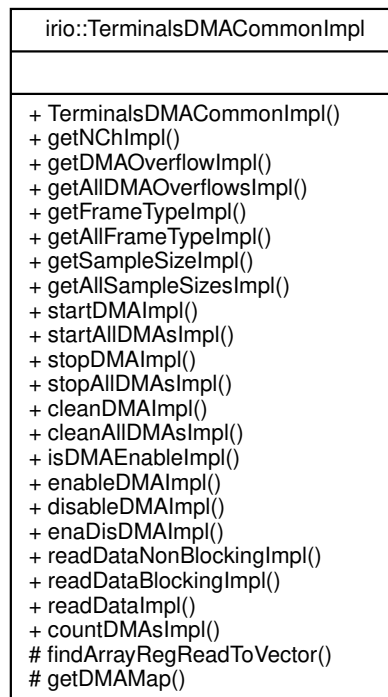 irio::TerminalsDMACommonImpl
+ TerminalsDMACommonImpl()
+ getNChImpl()
+ getDMAOverflowImpl()
+ getAllDMAOverflowsImpl()
+ getFrameTypeImpl()
+ getAllFrameTypeImpl()
+ getSampleSizeImpl()
+ getAllSampleSizesImpl()
+ startDMAImpl()
+ startAllDMAsImpl()
+ stopDMAImpl()
+ stopAllDMAsImpl()
+ cleanDMAImpl()
+ cleanAllDMAsImpl()
+ isDMAEnableImpl()
+ enableDMAImpl()
+ disableDMAImpl()
+ enaDisDMAImpl()
+ readDataNonBlockingImpl()
+ readDataBlockingImpl()
+ readDataImpl()
+ countDMAsImpl()
# findArrayRegReadToVector()
# getDMAMap()